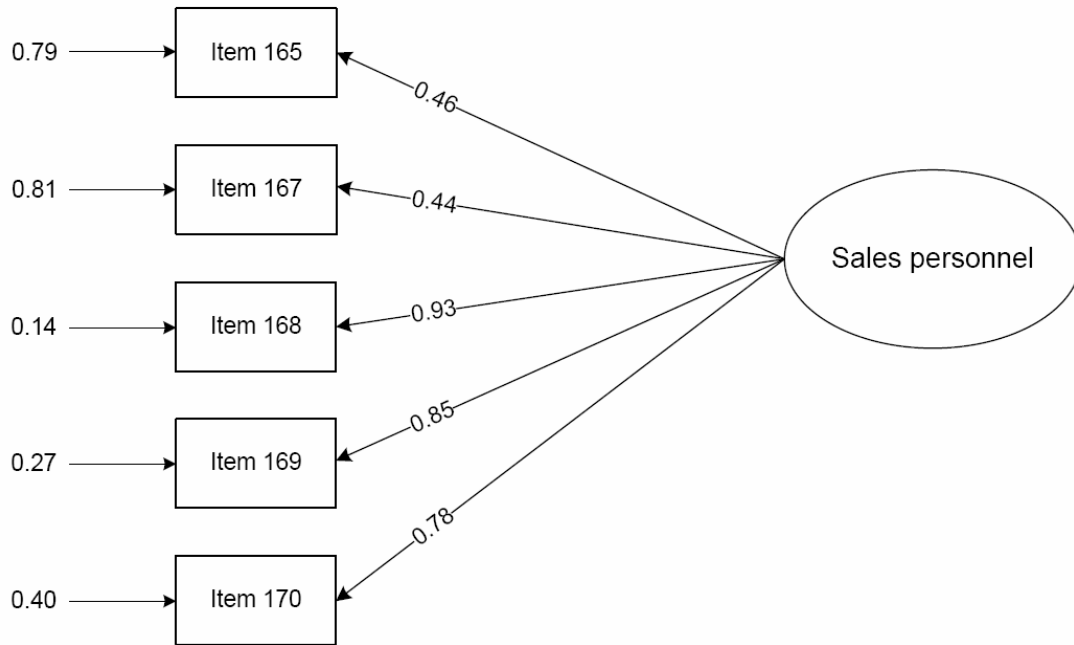 0.79
Item 165
0.46
0.81
Item 167
0.44
Sales personnel
0.14
Item 168
0.93
0.27
Item 169
0.85
0.40
Item 170
0.78